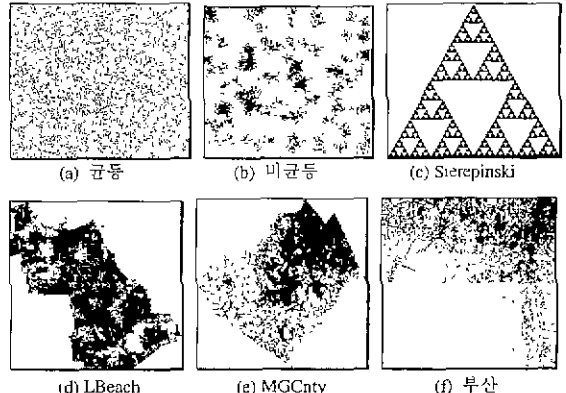 (a) 균등
(b) 비균등
(c) Sierepinski
(d) LBeach
(e) MGCnty
(f) 부산